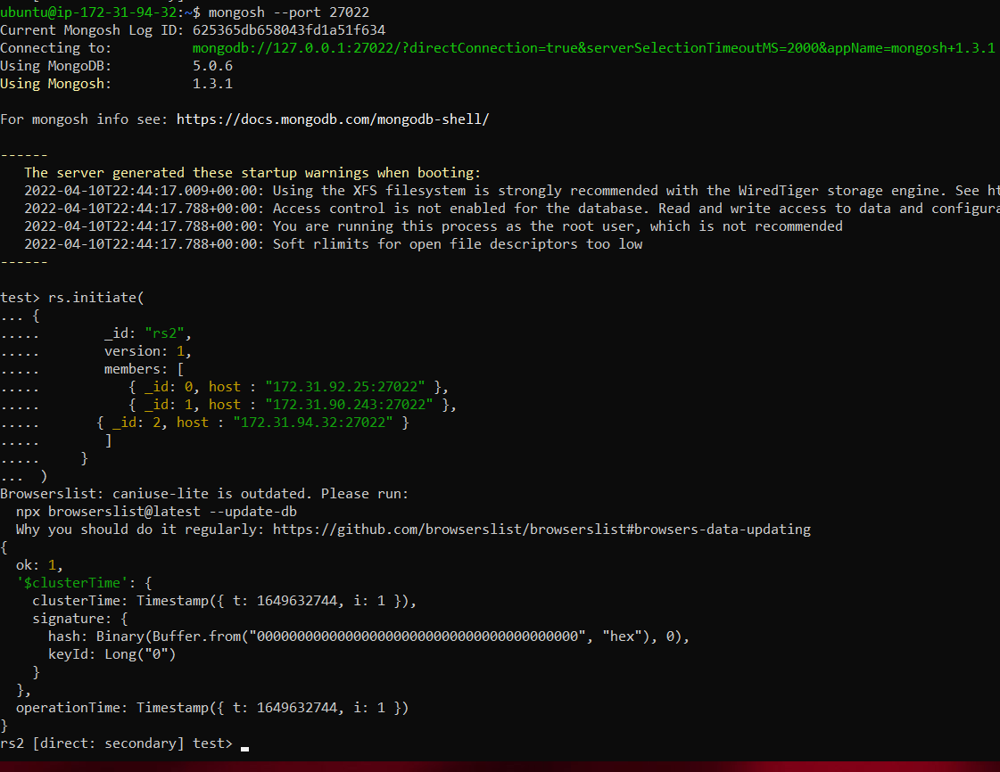 ubuntu@ip-172-31-94-32:~$ mongosh --port 27022
Current Mongosh Log ID: 625365db658043fd1a51f634
Connecting to:          mongodb://127.0.0.1:27022/?directConnection=true&serverSelectionTimeoutMS=2000&appName=mongosh+1.3.1
Using MongoDB:          5.0.6
Using Mongosh:          1.3.1
For mongosh info see: https://docs.mongodb.com/mongodb-shell/
------
   The server generated these startup warnings when booting:
   2022-04-10T22:44:17.009+00:00: Using the XFS filesystem is strongly recommended with the WiredTiger storage engine. See ht
   2022-04-10T22:44:17.788+00:00: Access control is not enabled for the database. Read and write access to data and configura
   2022-04-10T22:44:17.788+00:00: You are running this process as the root user, which is not recommended
   2022-04-10T22:44:17.788+00:00: Soft rlimits for open file descriptors too low
------
test> rs.initiate(
... {
.....        _id: "rs2",
.....        version: 1,
.....        members: [
.....           { _id: 0, host : "172.31.92.25:27022" },
.....           { _id: 1, host : "172.31.90.243:27022" },
.....       { _id: 2, host : "172.31.94.32:27022" }
.....        ]
.....     }
...  )
Browserslist: caniuse-lite is outdated. Please run:
  npx browserslist@latest --update-db
  Why you should do it regularly: https://github.com/browserslist/browserslist#browsers-data-updating
{
  ok: 1,
  '$clusterTime': {
    clusterTime: Timestamp({ t: 1649632744, i: 1 }),
    signature: {
      hash: Binary(Buffer.from("0000000000000000000000000000000000000000", "hex"), 0),
      keyId: Long("0")
    }
  },
  operationTime: Timestamp({ t: 1649632744, i: 1 })
}
rs2 [direct: secondary] test>